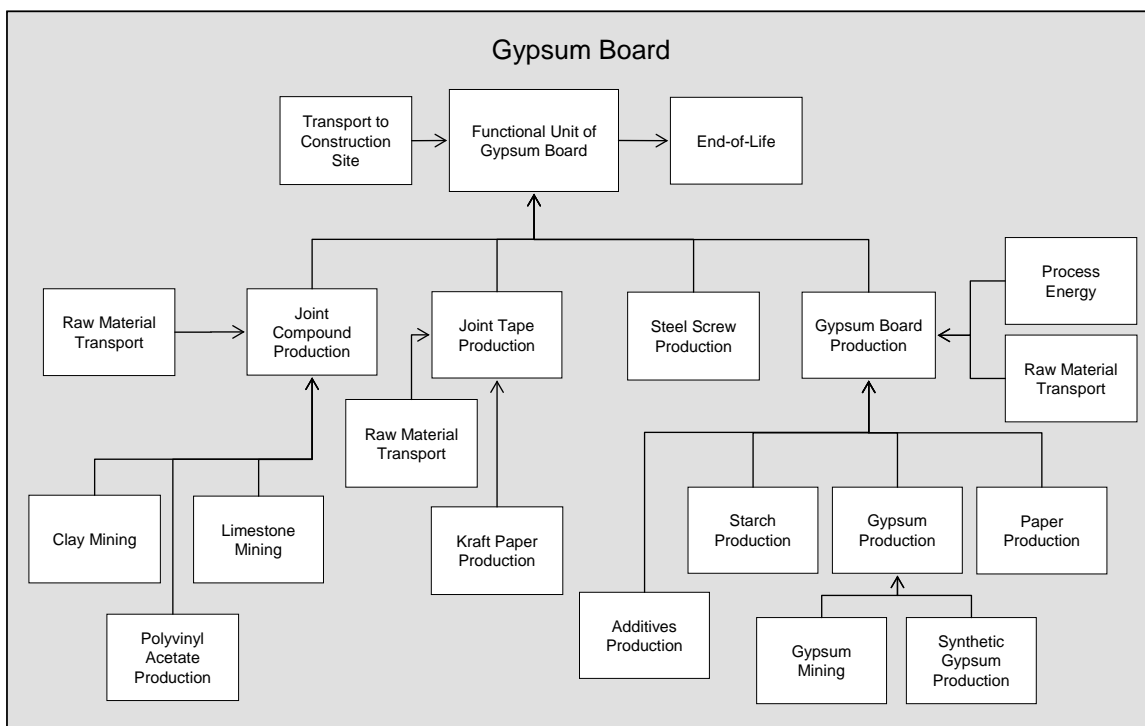 Gypsum Board
Transport to
Construction
Site
Functional Unit of
Gypsum Board
End-of-Life
Raw Material
Transport
Joint
Compound
Production
Joint Tape
Production
Steel Screw
Production
Gypsum Board
Production
Process
Energy
Raw Material
Transport
Raw Material
Transport
Clay Mining
Limestone
Mining
Kraft Paper
Production
Starch
Production
Gypsum
Production
Paper
Production
Polyvinyl
Acetate
Production
Additives
Production
Gypsum
Mining
Synthetic
Gypsum
Production